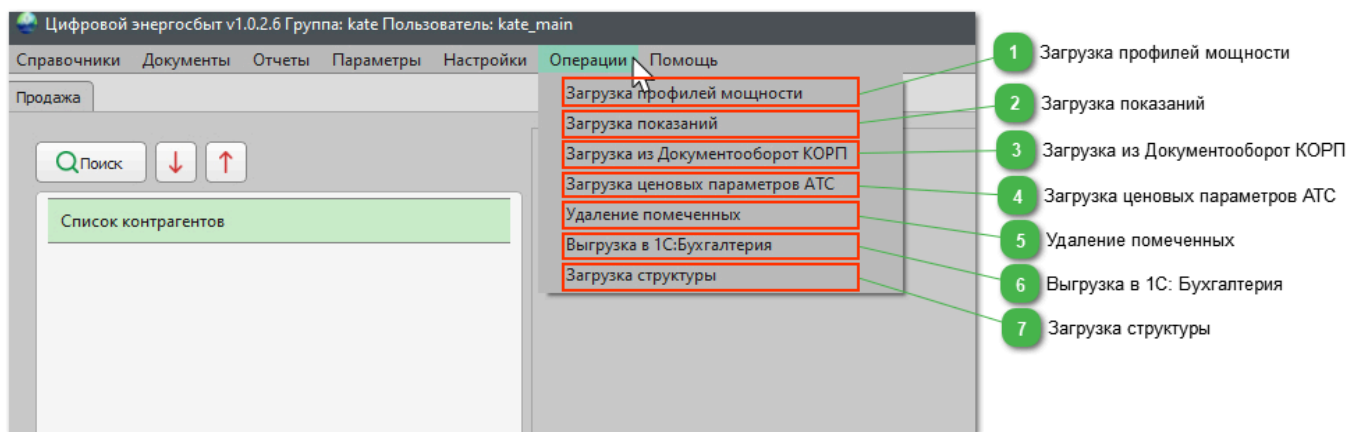 Цифровой энергосбыт v1.0.2.6 Группа: kate Пользователь: kate_main
Справочники Документы Отчеты Параметры Настройки Операции Помощь
Продажа
Поиск
Список контрагентов
Загрузка профилей мощности
Загрузка показаний
Загрузка из Документооборот КОРП
Загрузка ценовых параметров АТС
Удаление помеченных
Выгрузка в 1С:Бухгалтерия
Загрузка структуры
1 Загрузка профилей мощности
2 Загрузка показаний
3 Загрузка из Документооборот КОРП
4 Загрузка ценовых параметров АТС
5 Удаление помеченных
6 Выгрузка в 1С: Бухгалтерия
7 Загрузка структуры